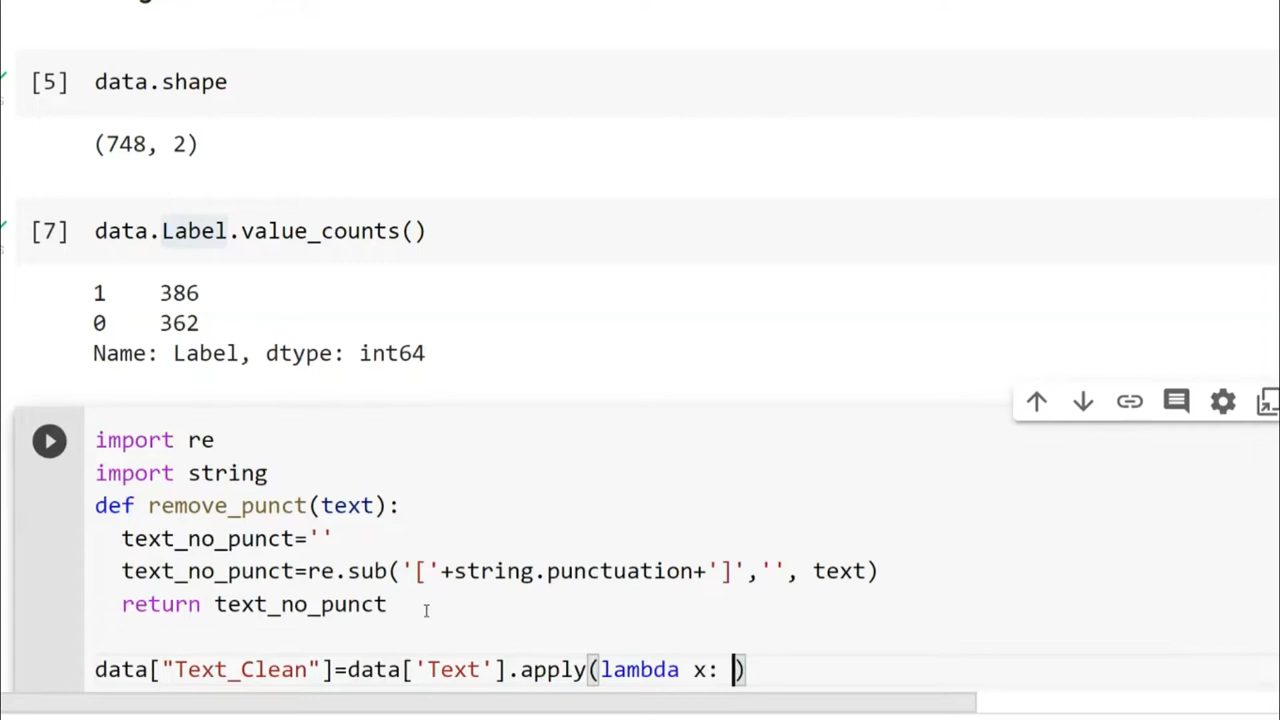 [5] data.shape
(748, 2)
[7] data.Label.value_counts()
1    386
0    362
Name: Label, dtype: int64
import re
import string
def remove_punct(text):
  text_no_punct=''
  text_no_punct=re.sub('['+string.punctuation+']','', text)
  return text_no_punct
data["Text_Clean"]=data['Text'].apply(lambda x: )